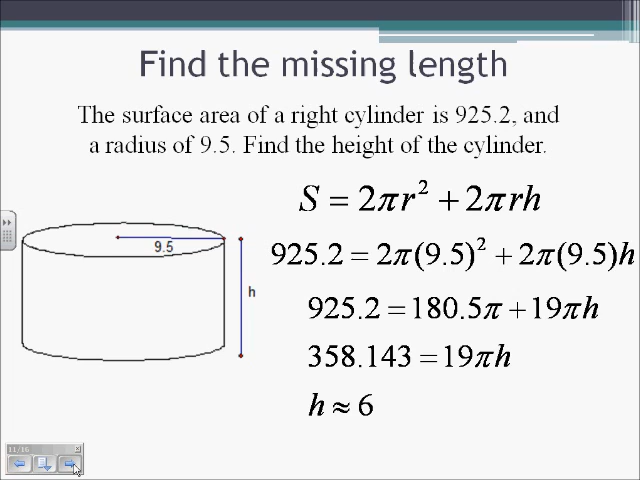 Find the missing length
The surface area of a right cylinder is 925.2, and
a radius of 9.5. Find the height of the cylinder.
S = 2πr² + 2πrh
925.2 = 2π(9.5)² + 2π(9.5)h
9.5
h
925.2 = 180.5π + 19πh
358.143 = 19πh
h ≈ 6
11/16